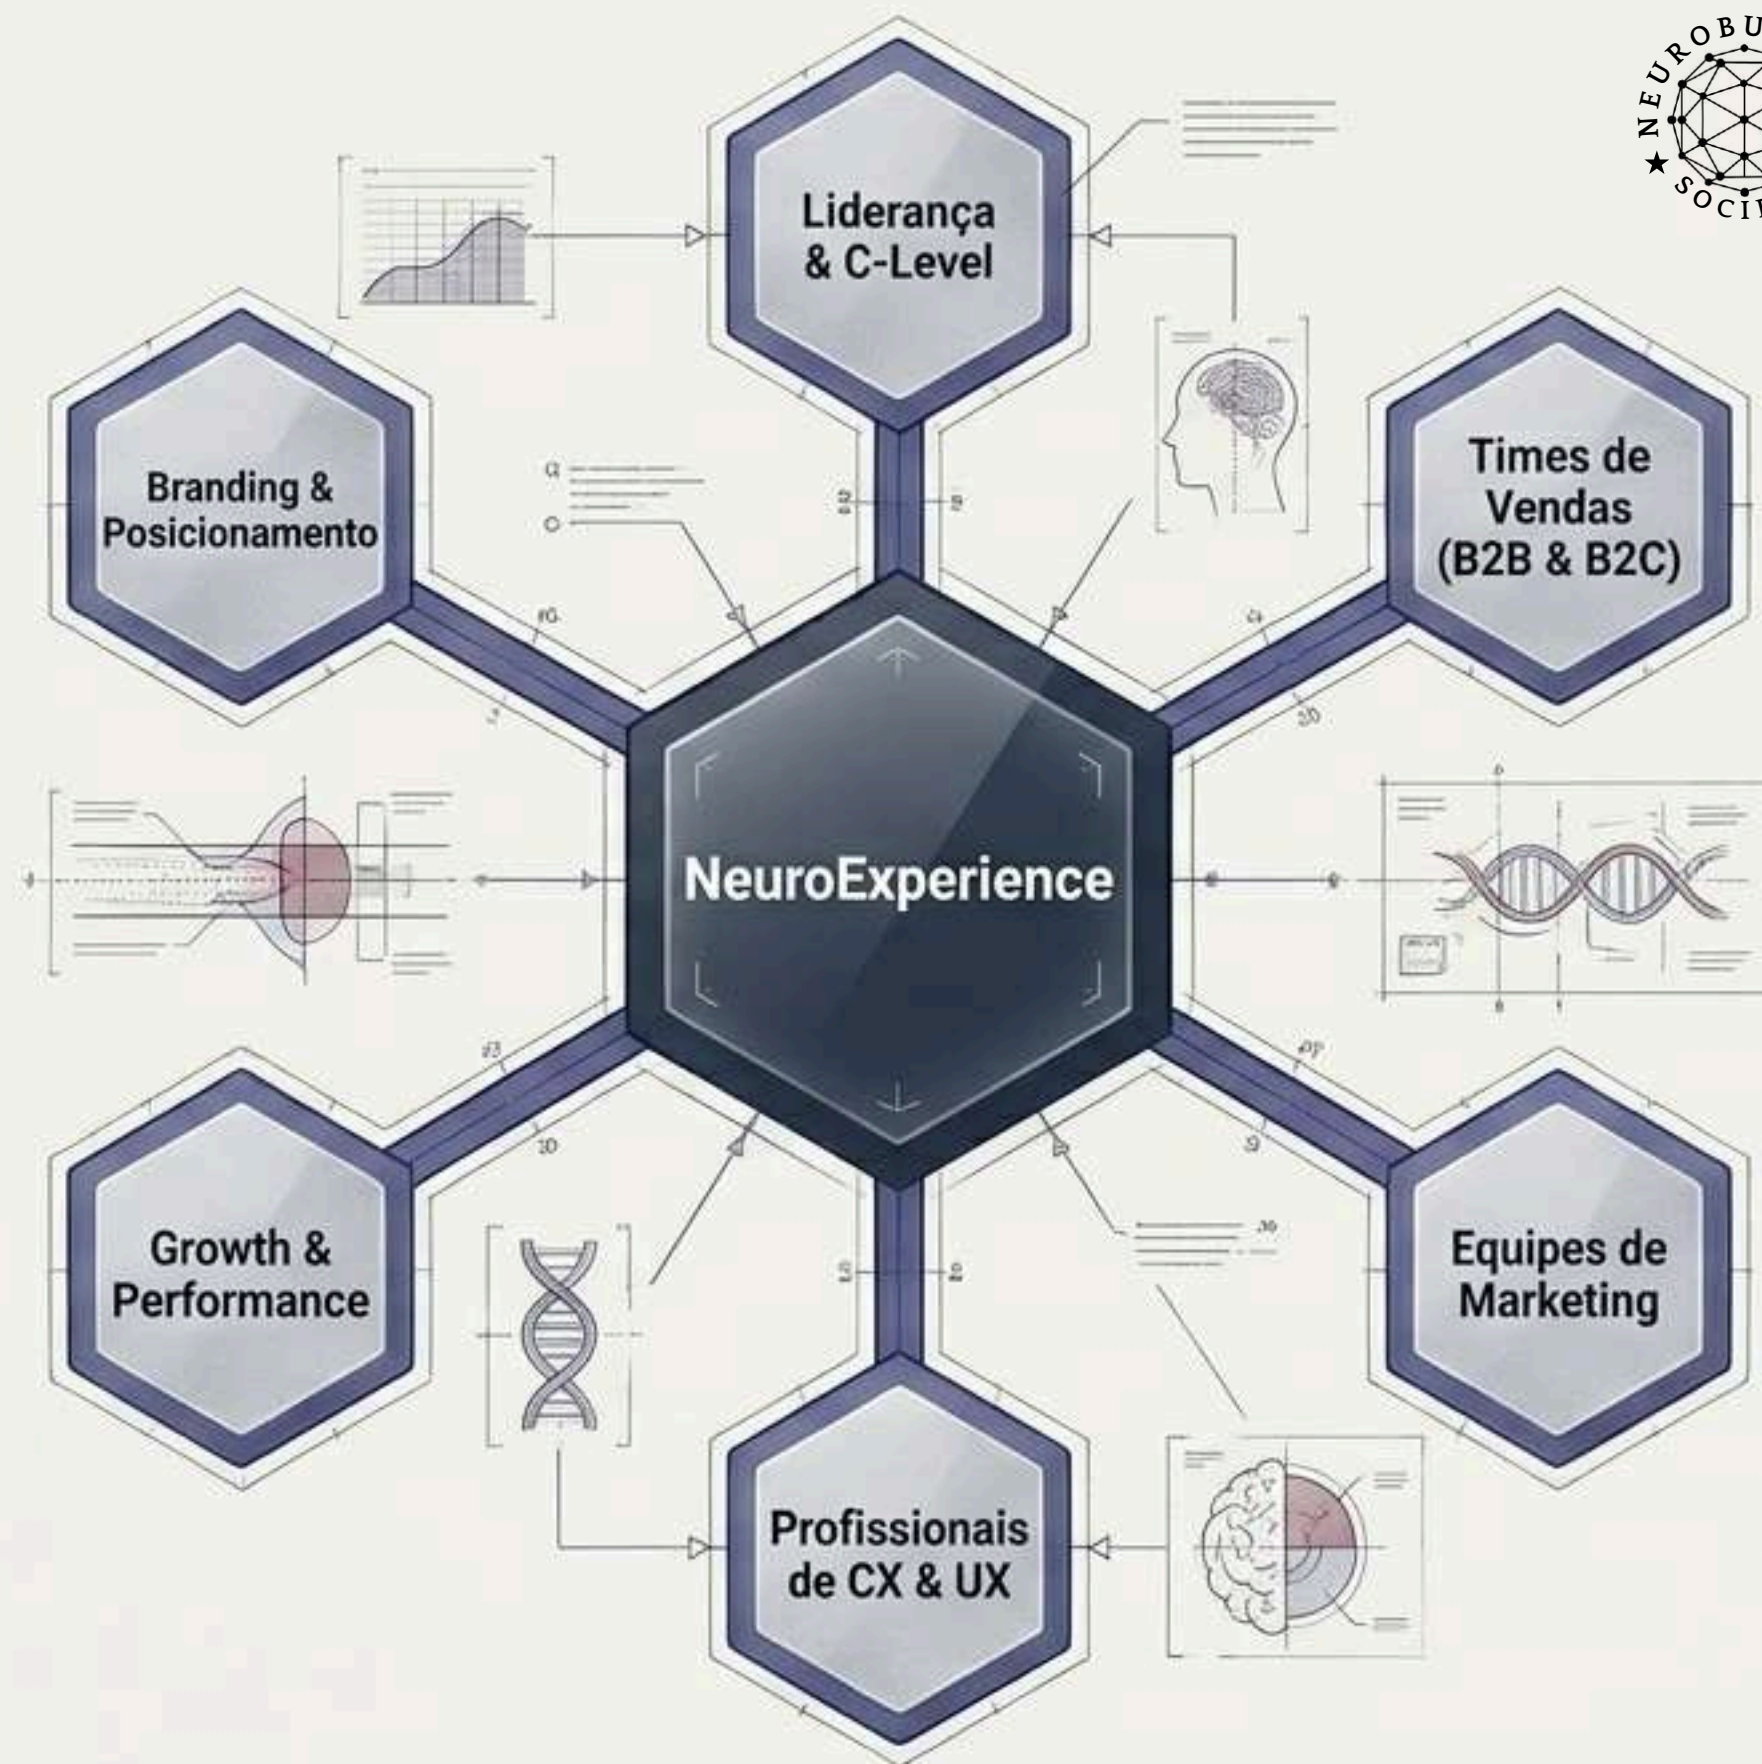 Liderança
& C-Level
Branding &
Posicionamento
Times de
Vendas
(B2B & B2C)
NeuroExperience
Growth &
Performance
Equipes de
Marketing
Profissionais
de CX & UX